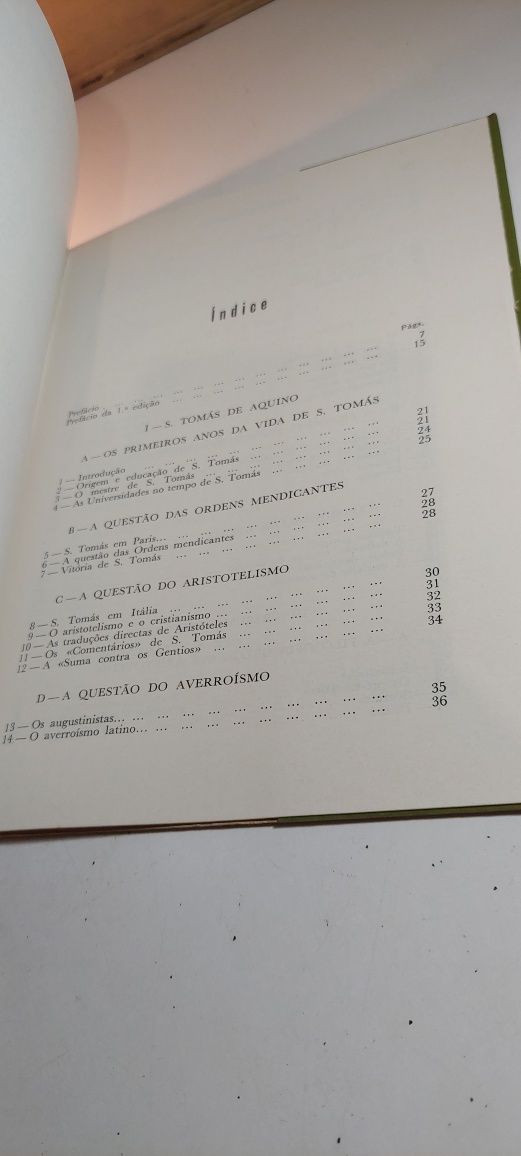 Índice
Págs.
Prefácio ... ... ... ... ... ... ... ... ... ... ... ... ... ... 7
Prefácio da 1.ª edição ... ... ... ... ... ... ... ... ... ... ... 15
I — S. TOMÁS DE AQUINO
A — OS PRIMEIROS ANOS DA VIDA DE S. TOMÁS
1 — Introdução ... ... ... ... ... ... ... ... ... ... ... ... 21
2 — Origem e educação de S. Tomás ... ... ... ... ... ... ... 21
3 — O mestre de S. Tomás ... ... ... ... ... ... ... ... ... 24
4 — As Universidades no tempo de S. Tomás ... ... ... ... ... ... 25
B — A QUESTÃO DAS ORDENS MENDICANTES
5 — S. Tomás em Paris... ... ... ... ... ... ... ... ... ... ... 27
6 — A questão das Ordens mendicantes ... ... ... ... ... ... ... 28
7 — Vitória de S. Tomás ... ... ... ... ... ... ... ... ... ... 28
C — A QUESTÃO DO ARISTOTELISMO
8 — S. Tomás em Itália ... ... ... ... ... ... ... ... ... ... 30
9 — O aristotelismo e o cristianismo ... ... ... ... ... ... ... ... 31
10 — As traduções directas de Aristóteles ... ... ... ... ... ... ... 32
11 — Os «Comentários» de S. Tomás ... ... ... ... ... ... ... 33
12 — A «Suma contra os Gentios» ... ... ... ... ... ... ... ... 34
D — A QUESTÃO DO AVERROÍSMO
13 — Os augustinistas... ... ... ... ... ... ... ... ... ... ... ... 35
14 — O averroísmo latino... ... ... ... ... ... ... ... ... ... ... 36